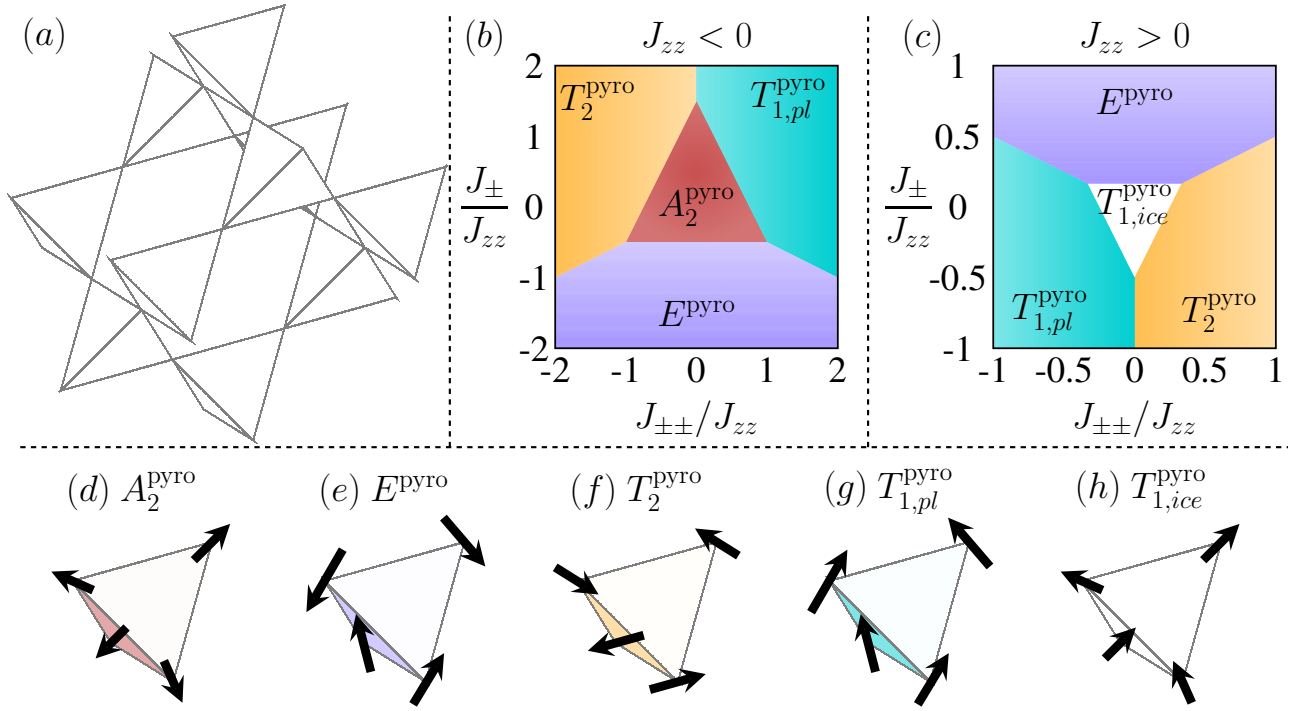 (a)
(b)
J_{zz} < 0
T_2^{pyro}
T_{1,pl}^{pyro}
A_2^{pyro}
E^{pyro}
2
1
0
-1
-2
J_± / J_{zz}
-2 -1 0 1 2
J_{±±}/J_{zz}
(c)
J_{zz} > 0
E^{pyro}
T_{1,ice}^{pyro}
T_{1,pl}^{pyro}
T_2^{pyro}
1
0.5
0
-0.5
-1
J_± / J_{zz}
-1 -0.5 0 0.5 1
J_{±±}/J_{zz}
(d) A_2^{pyro}
(e) E^{pyro}
(f) T_2^{pyro}
(g) T_{1,pl}^{pyro}
(h) T_{1,ice}^{pyro}